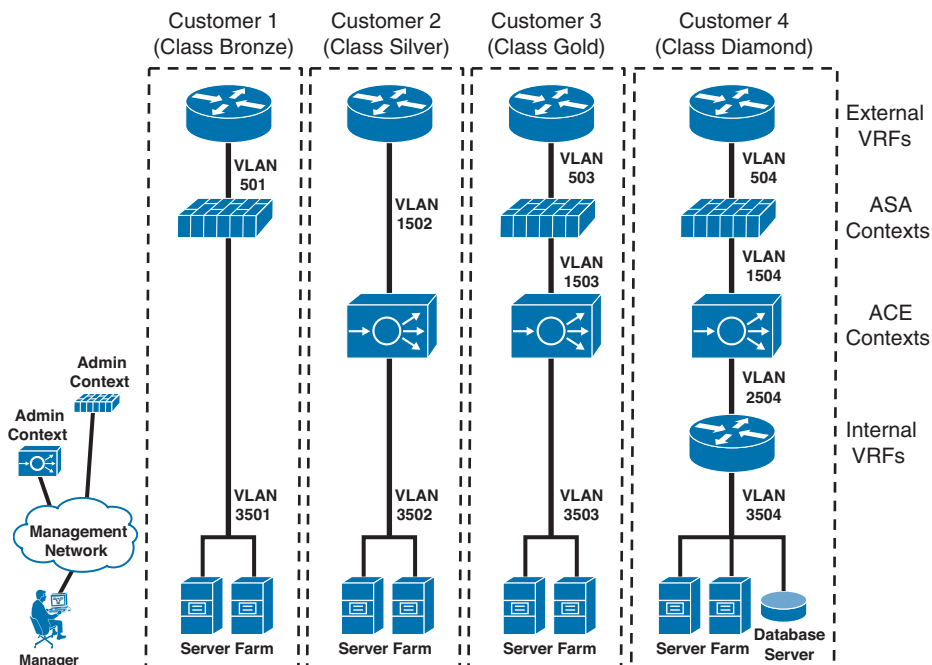 Customer 1
(Class Bronze)
Customer 2
(Class Silver)
Customer 3
(Class Gold)
Customer 4
(Class Diamond)
External
VRFs
VLAN
501
VLAN
503
VLAN
504
ASA
Contexts
VLAN
1502
VLAN
1503
VLAN
1504
ACE
Contexts
Admin
Context
Admin
Context
VLAN
2504
Internal
VRFs
VLAN
3501
VLAN
3502
VLAN
3503
VLAN
3504
Management
Network
Manager
Server Farm
Server Farm
Server Farm
Server Farm
Database
Server